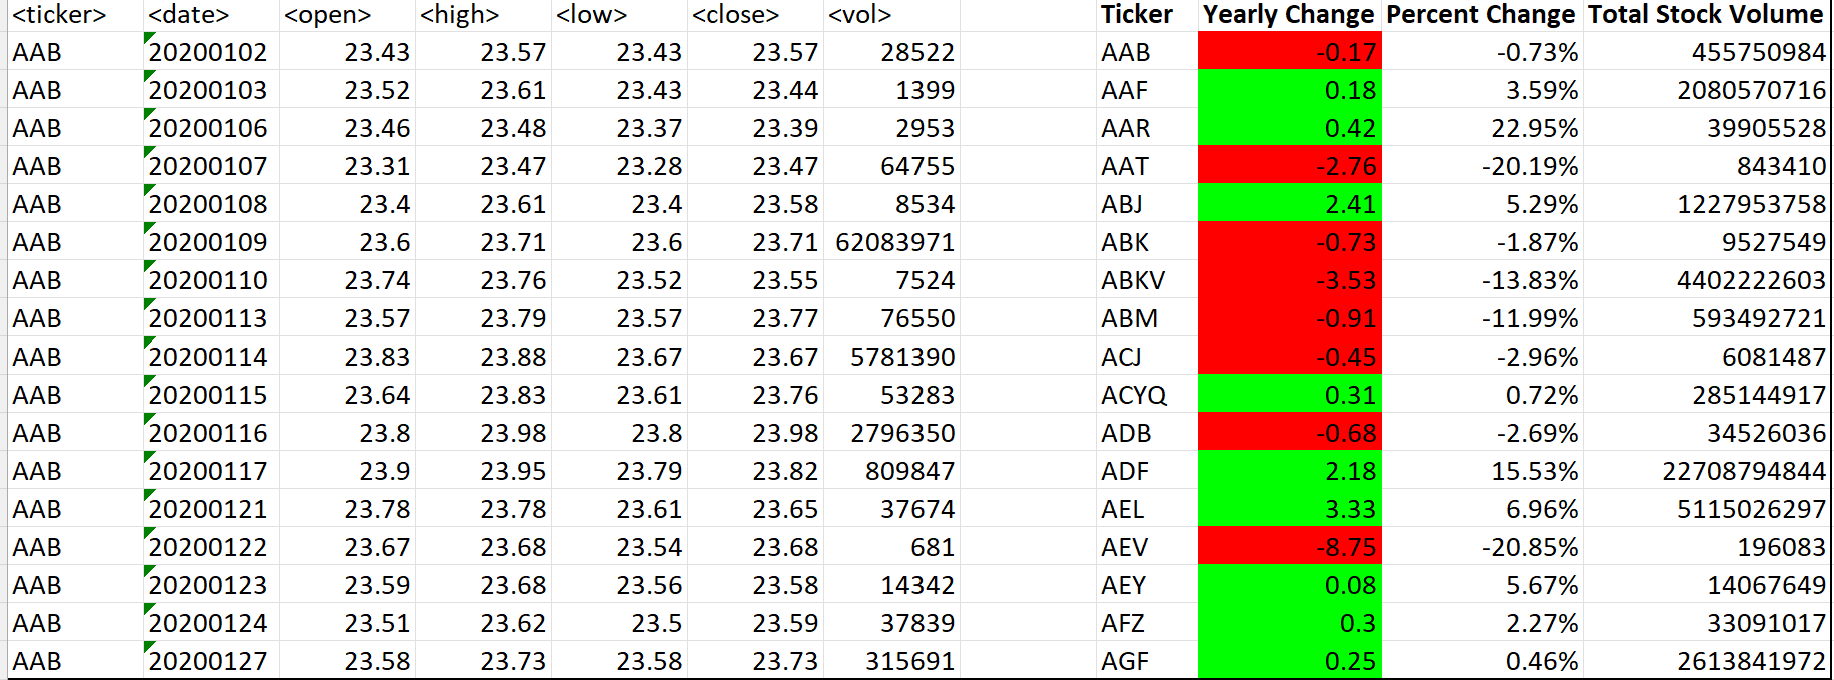 <ticker> <date> <open> <high> <low> <close> <vol> Ticker Yearly Change Percent Change Total Stock Volume
AAB 20200102 23.43 23.57 23.43 23.57 28522 AAB -0.17 -0.73% 455750984
AAB 20200103 23.52 23.61 23.43 23.44 1399 AAF 0.18 3.59% 2080570716
AAB 20200106 23.46 23.48 23.37 23.39 2953 AAR 0.42 22.95% 39905528
AAB 20200107 23.31 23.47 23.28 23.47 64755 AAT -2.76 -20.19% 843410
AAB 20200108 23.4 23.61 23.4 23.58 8534 ABJ 2.41 5.29% 1227953758
AAB 20200109 23.6 23.71 23.6 23.71 62083971 ABK -0.73 -1.87% 9527549
AAB 20200110 23.74 23.76 23.52 23.55 7524 ABKV -3.53 -13.83% 4402222603
AAB 20200113 23.57 23.79 23.57 23.77 76550 ABM -0.91 -11.99% 593492721
AAB 20200114 23.83 23.88 23.67 23.67 5781390 ACJ -0.45 -2.96% 6081487
AAB 20200115 23.64 23.83 23.61 23.76 53283 ACYQ 0.31 0.72% 285144917
AAB 20200116 23.8 23.98 23.8 23.98 2796350 ADB -0.68 -2.69% 34526036
AAB 20200117 23.9 23.95 23.79 23.82 809847 ADF 2.18 15.53% 22708794844
AAB 20200121 23.78 23.78 23.61 23.65 37674 AEL 3.33 6.96% 5115026297
AAB 20200122 23.67 23.68 23.54 23.68 681 AEV -8.75 -20.85% 196083
AAB 20200123 23.59 23.68 23.56 23.58 14342 AEY 0.08 5.67% 14067649
AAB 20200124 23.51 23.62 23.5 23.59 37839 AFZ 0.3 2.27% 33091017
AAB 20200127 23.58 23.73 23.58 23.73 315691 AGF 0.25 0.46% 2613841972